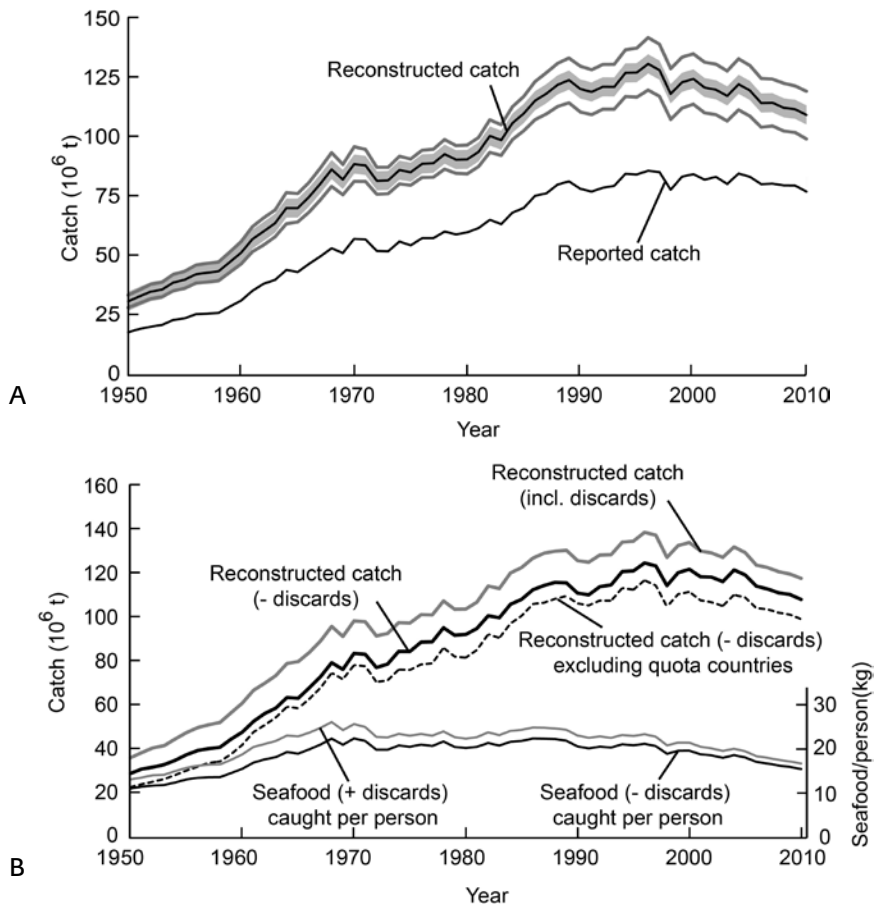 150
125
100
75
50
25
0
Catch (10⁶ t)
Reconstructed catch
Reported catch
A
1950 1960 1970 1980 1990 2000 2010
Year
Reconstructed catch
(incl. discards)
160
140
120
100
80
60
40
20
0
Catch (10⁶ t)
Reconstructed catch
(- discards)
Reconstructed catch (- discards)
excluding quota countries
Seafood (+ discards)
caught per person
Seafood (- discards)
caught per person
30
20
10
0
Seafood/person(kg)
B
1950 1960 1970 1980 1990 2000 2010
Year